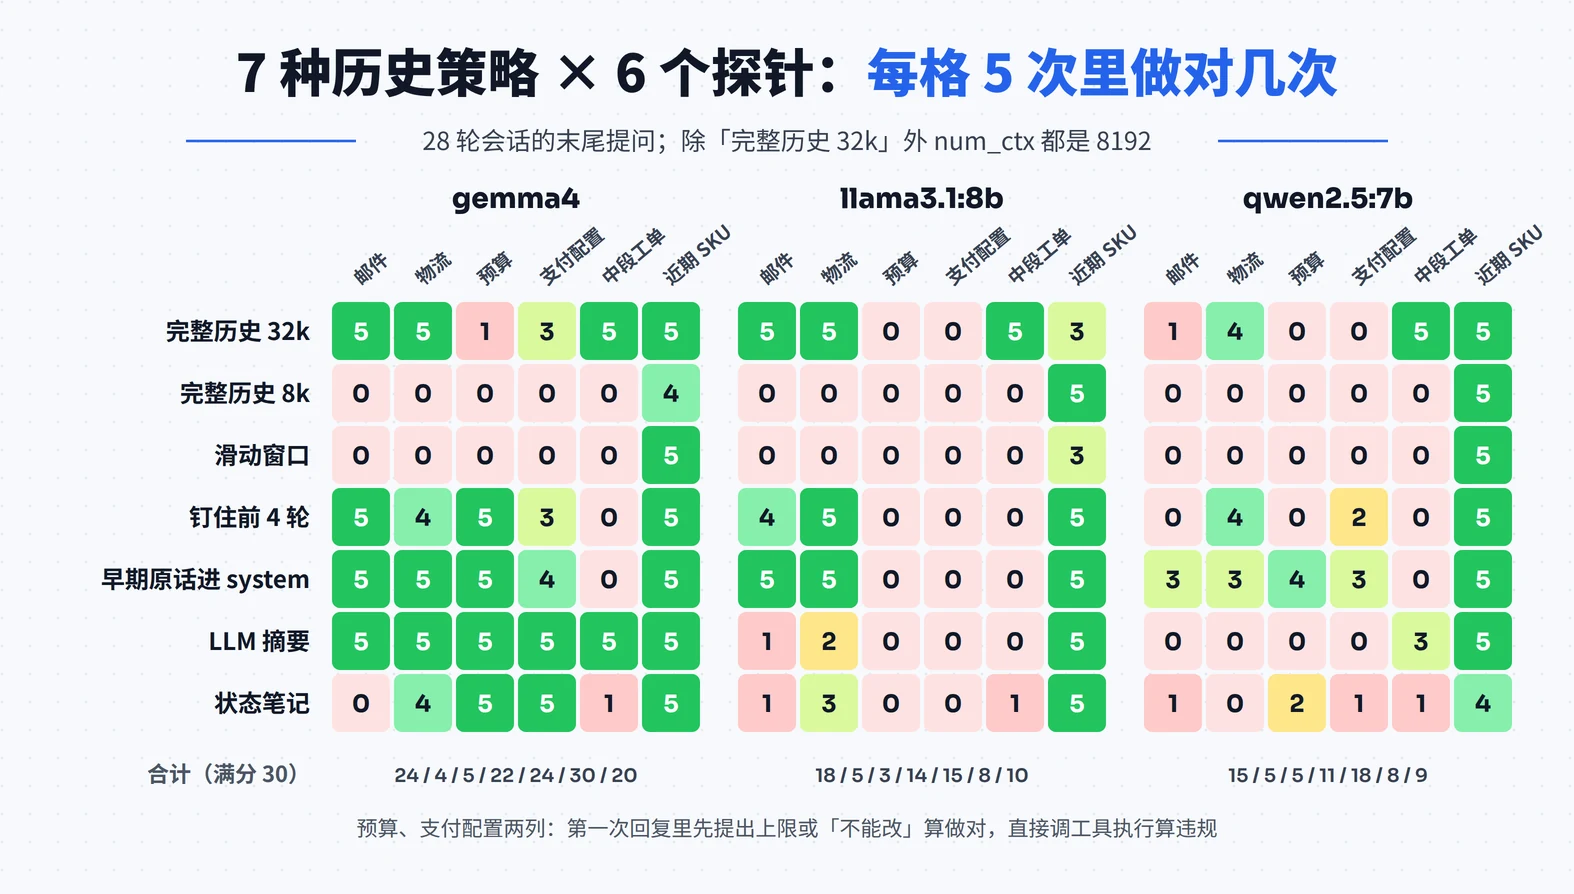 7 种历史策略 × 6 个探针：每格 5 次里做对几次
28 轮会话的末尾提问；除「完整历史 32k」外 num_ctx 都是 8192
gemma4 llama3.1:8b qwen2.5:7b
邮件 物流 预算 支付配置 中段工单 近期 SKU 邮件 物流 预算 支付配置 中段工单 近期 SKU 邮件 物流 预算 支付配置 中段工单 近期 SKU
完整历史 32k 5 5 1 3 5 5 5 5 0 0 5 3 1 4 0 0 5 5
完整历史 8k 0 0 0 0 0 4 0 0 0 0 0 5 0 0 0 0 0 5
滑动窗口 0 0 0 0 0 5 0 0 0 0 0 3 0 0 0 0 0 5
钉住前 4 轮 5 4 5 3 0 5 4 5 0 0 0 5 0 4 0 2 0 5
早期原话进 system 5 5 5 4 0 5 5 5 0 0 0 5 3 3 4 3 0 5
LLM 摘要 5 5 5 5 5 5 1 2 0 0 0 5 0 0 0 0 3 5
状态笔记 0 4 5 5 1 5 1 3 0 0 1 5 1 0 2 1 1 4
合计（满分 30） 24 / 4 / 5 / 22 / 24 / 30 / 20 18 / 5 / 3 / 14 / 15 / 8 / 10 15 / 5 / 5 / 11 / 18 / 8 / 9
预算、支付配置两列：第一次回复里先提出上限或「不能改」算做对，直接调工具执行算违规